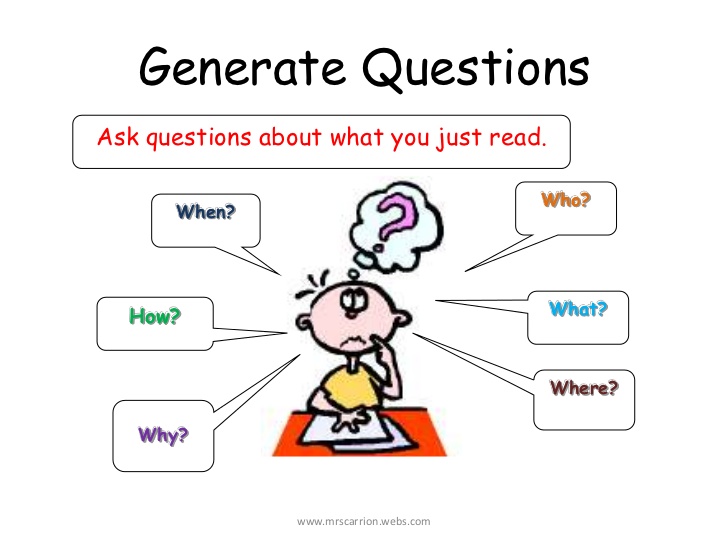 Generate Questions
Ask questions about what you just read.
When?
Who?
?
How?
What?
Where?
Why?
www.mrscarrion.webs.com